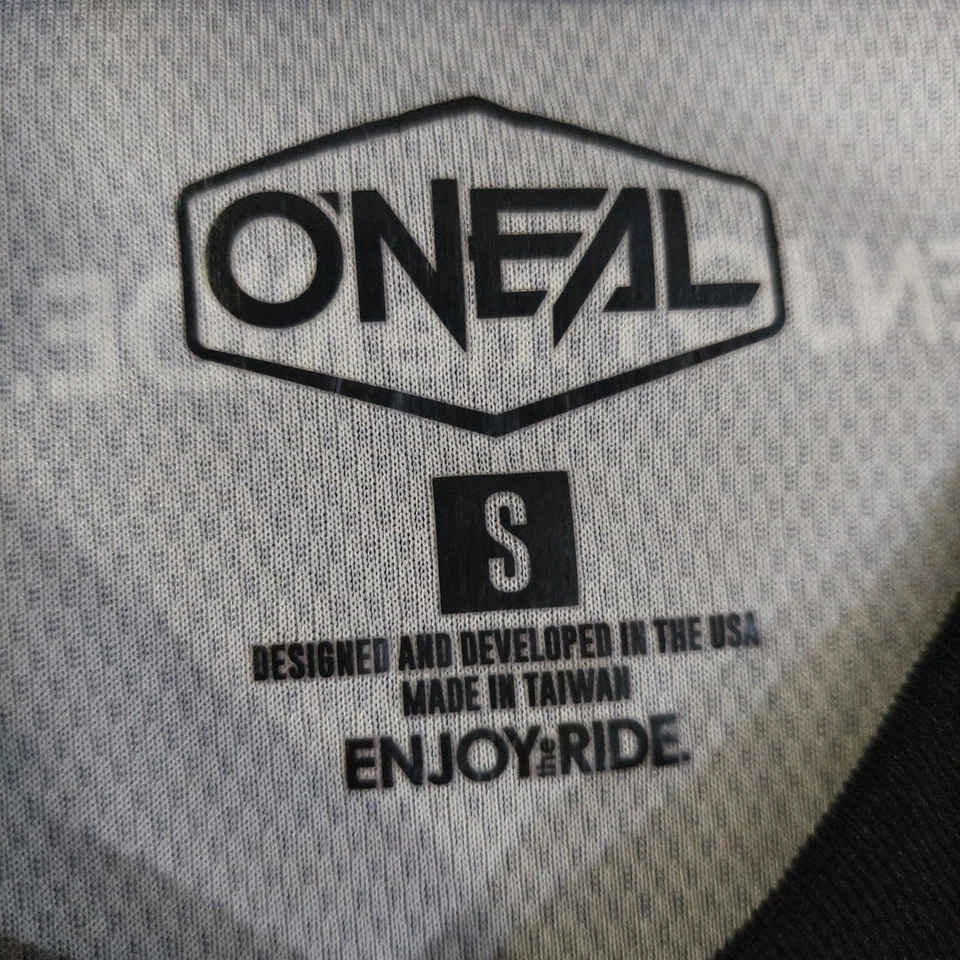 O'NEAL
S
DESIGNED AND DEVELOPED IN THE USA
MADE IN TAIWAN
ENJOY the RIDE.